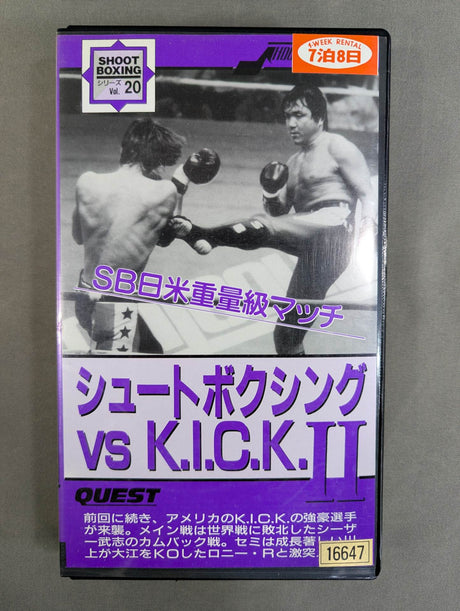 SHOOT
BOXING
シリーズ
Vol. 20
1-WEEK RENTAL
7泊8日
SB日米重量級マッチ
シュートボクシング
VS K.I.C.K. II
QUEST
前回に続き、アメリカのK.I.C.K.の強豪選手
が来襲。メイン戦は世界戦に敗北したシーザ
ー武志のカムバック戦。セミは成長著しい川
上が大江をKOしたロニー・Rと激突
16647